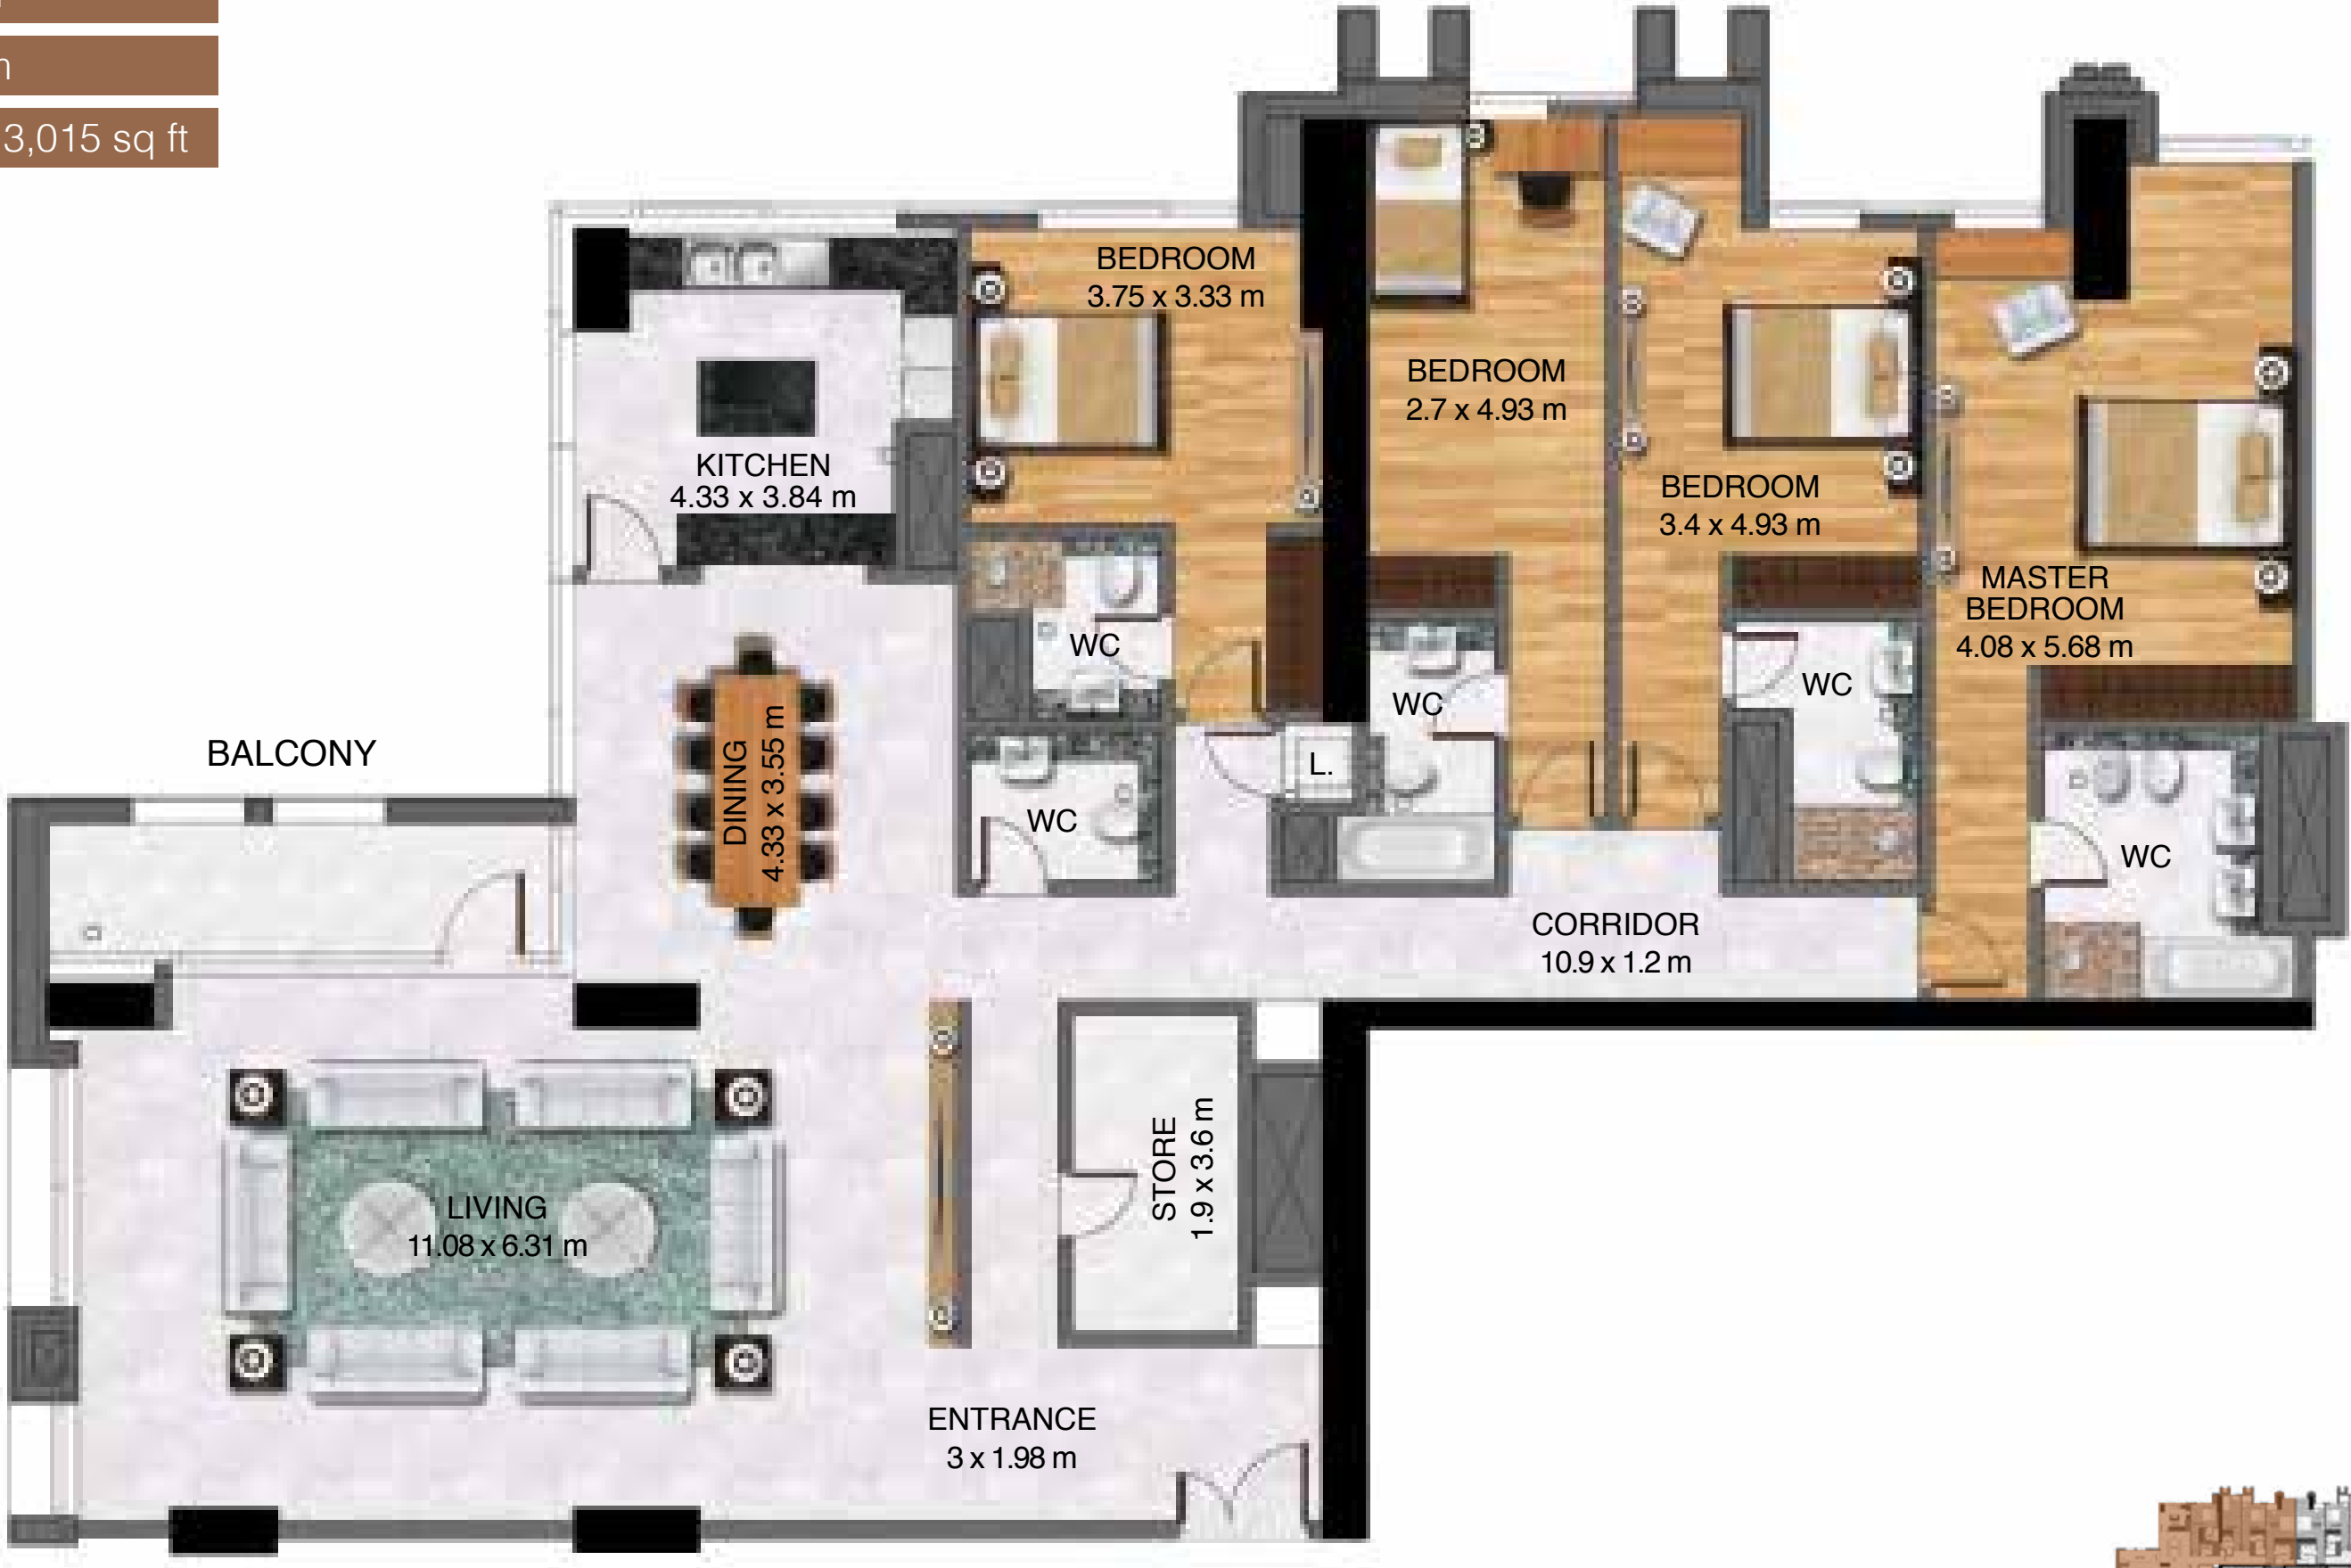 3,015 sq ft
BEDROOM
3.75 x 3.33 m
BEDROOM
2.7 x 4.93 m
KITCHEN
4.33 x 3.84 m
BEDROOM
3.4 x 4.93 m
MASTER
BEDROOM
4.08 x 5.68 m
WC
WC
WC
BALCONY
DINING
4.33 x 3.55 m
L.
WC
WC
CORRIDOR
10.9 x 1.2 m
STORE
1.9 x 3.6 m
LIVING
11.08 x 6.31 m
ENTRANCE
3 x 1.98 m